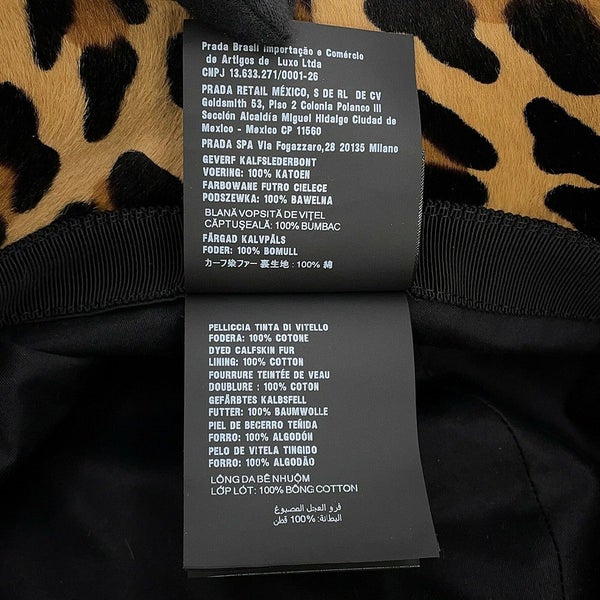 Prada Brasil Importação e Comércio
de Artigos de Luxo Ltda
CNPJ 13.633.271/0001-26
PRADA RETAIL MÉXICO, S DE RL DE CV
Goldsmith 53, Piso 2 Colonia Polanco III
Sección Alcaldía Miguel Hidalgo Ciudad de
Mexico - Mexico CP 11560
PRADA SPA Via Fogazzaro,28 20135 Milano
GEVERF KALFSLEDERBONT
VOERING: 100% KATOEN
FARBOWANE FUTRO CIELECE
PODSZEWKA: 100% BAWELNA
BLANĂ VOPSITĂ DE VIȚEL
CĂPTUȘEALĂ: 100% BUMBAC
FÄRGAD KALVPÄLS
FODER: 100% BOMULL
カーフ染ファー 裏生地 : 100% 綿
PELLICCIA TINTA DI VITELLO
FODERA: 100% COTONE
DYED CALFSKIN FUR
LINING: 100% COTTON
FOURRURE TEINTÉE DE VEAU
DOUBLURE : 100% COTON
GEFÄRBTES KALBSFELL
FUTTER: 100% BAUMWOLLE
PIEL DE BECERRO TEÑIDA
FORRO: 100% ALGODÓN
PELO DE VITELA TINGIDO
FORRO: 100% ALGODÃO
LÔNG DA BÊ NHUỘM
LỚP LÓT: 100% BÔNG COTTON
فرو العجل المصبوغ
البطانة: 100% قطن